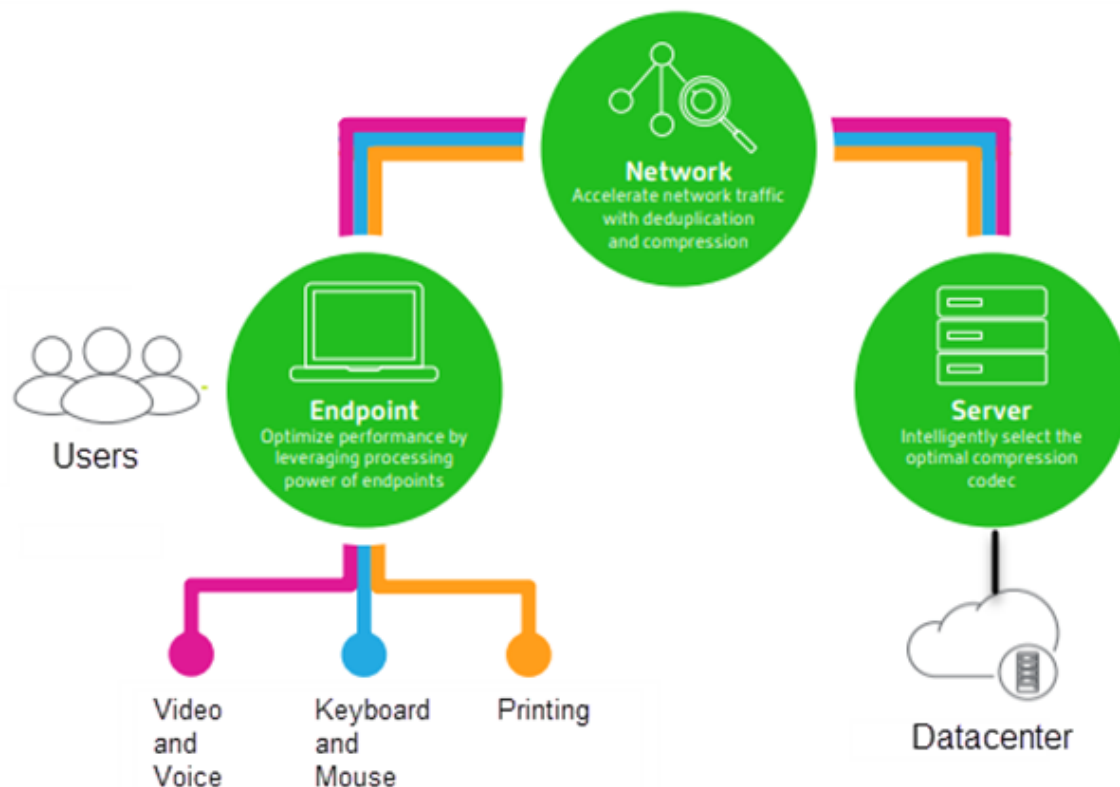 Network
Accelerate network traffic
with deduplication
and compression
Endpoint
Optimize performance by
leveraging processing
power of endpoints
Server
Intelligently select the
optimal compression
codec
Users
Video
and
Voice
Keyboard
and
Mouse
Printing
Datacenter